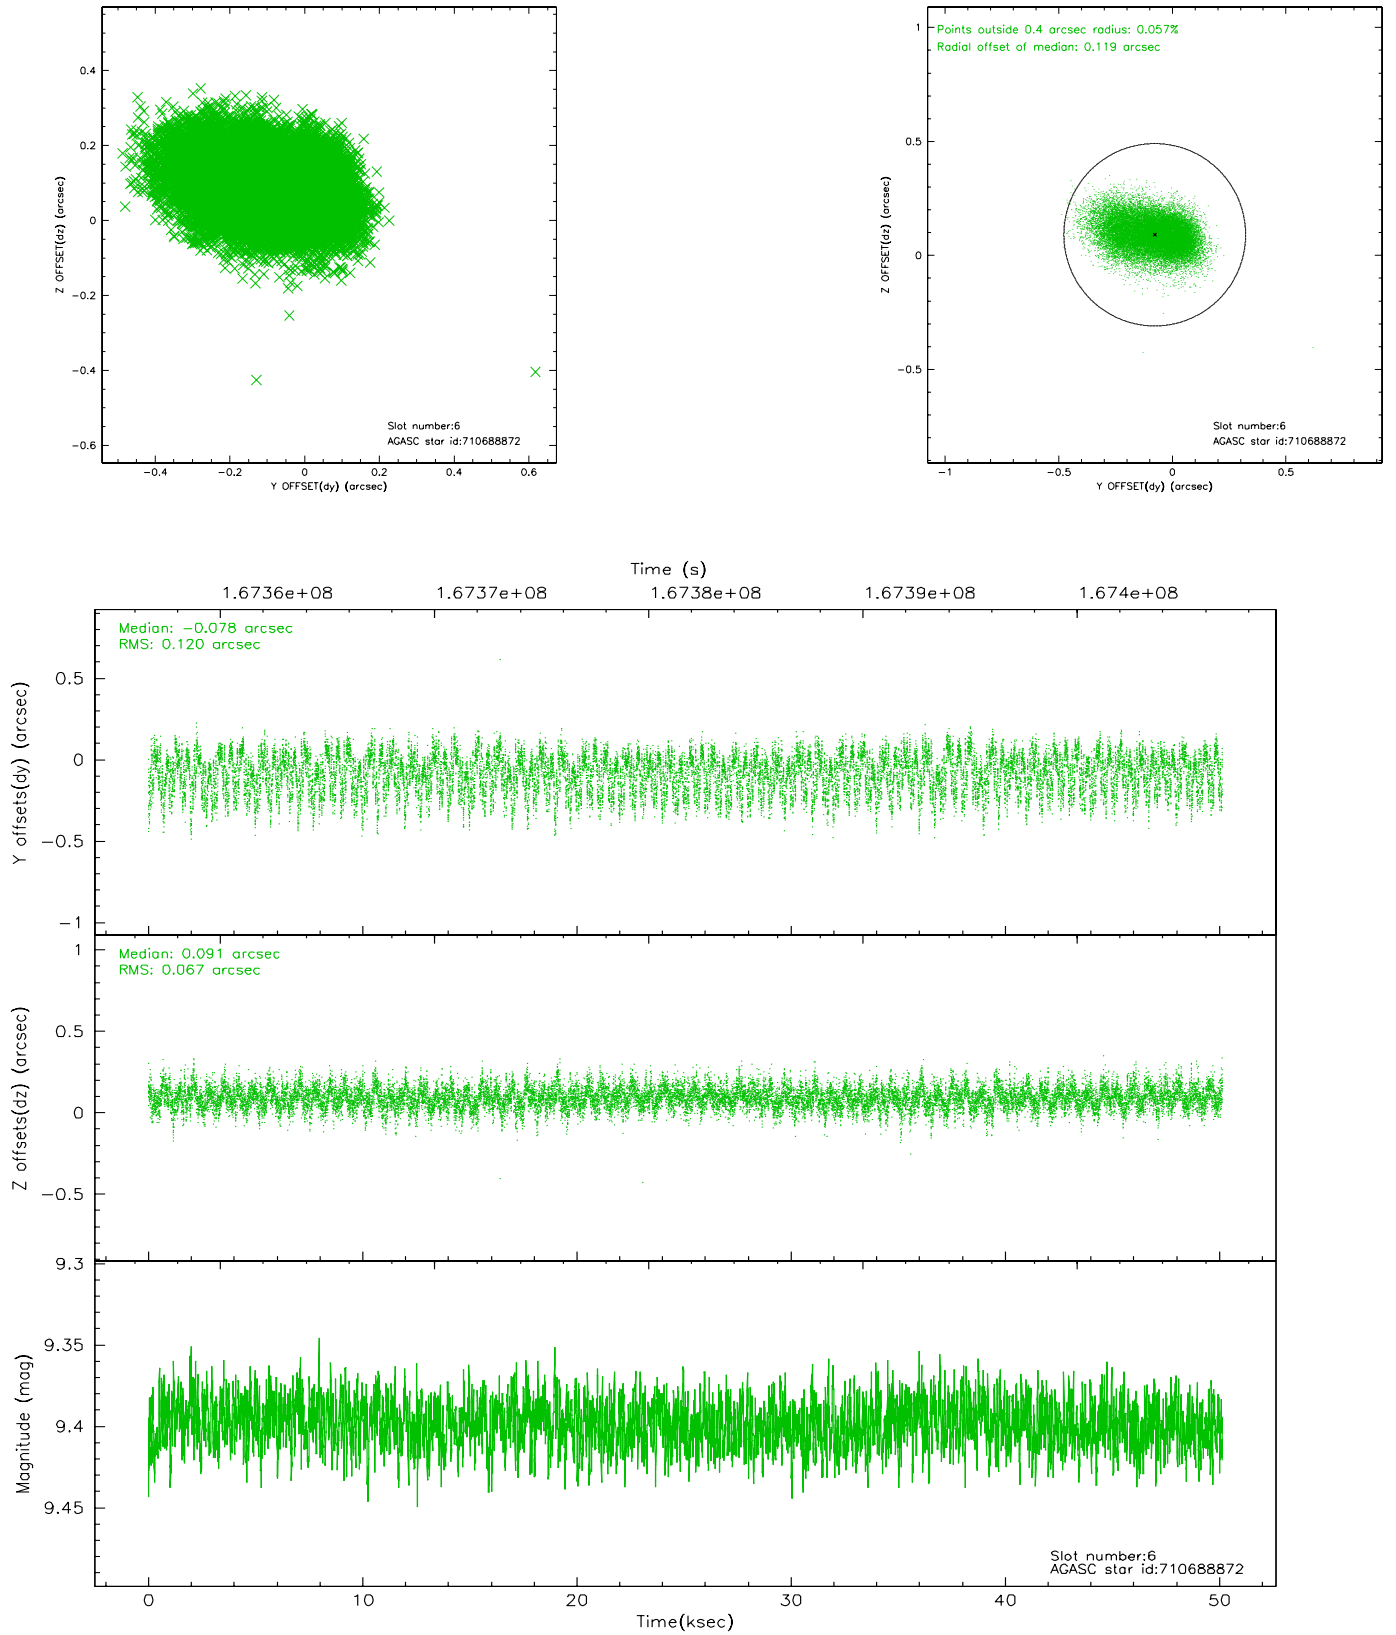 0.4
0.2
0
-0.2
-0.4
-0.6
Z OFFSET(dz) (arcsec)
Slot number:6
AGASC star id:710688872
-0.4 -0.2 0 0.2 0.4 0.6
Y OFFSET(dy) (arcsec)
Points outside 0.4 arcsec radius: 0.057%
Radial offset of median: 0.119 arcsec
1
0.5
0
-0.5
Z OFFSET(dz) (arcsec)
Slot number:6
AGASC star id:710688872
-1 -0.5 0 0.5
Y OFFSET(dy) (arcsec)
Time (s)
1.6736e+08 1.6737e+08 1.6738e+08 1.6739e+08 1.674e+08
Median: -0.078 arcsec
RMS: 0.120 arcsec
0.5
0
-0.5
-1
Y offsets(dy) (arcsec)
Median: 0.091 arcsec
RMS: 0.067 arcsec
1
0.5
0
-0.5
Z offsets(dz) (arcsec)
9.3
9.35
9.4
9.45
Magnitude (mag)
Slot number:6
AGASC star id:710688872
0 10 20 30 40 50
Time(ksec)